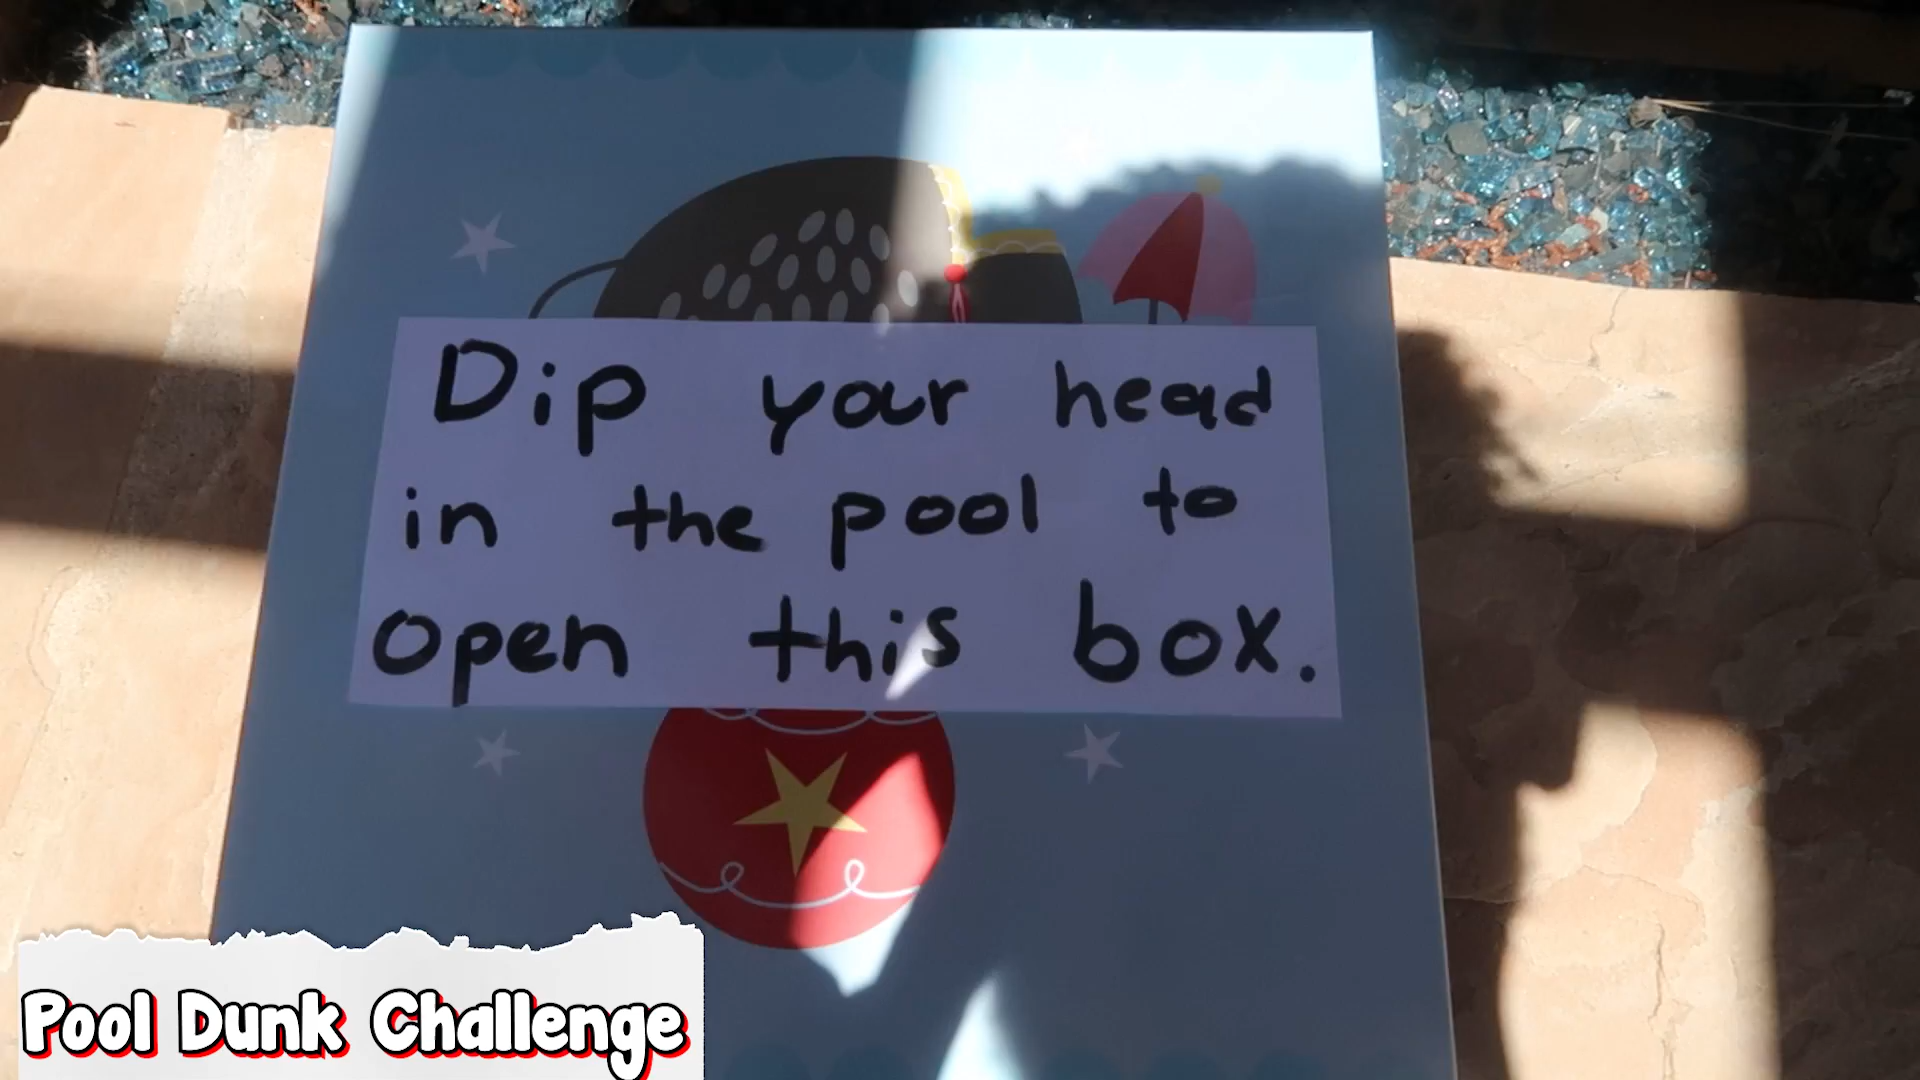 Dip your head
in the pool to
open this box.
Pool Dunk Challenge